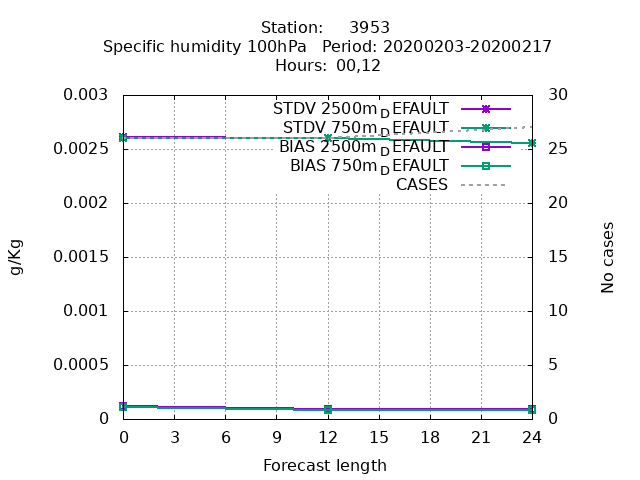 Station: 3953
Specific humidity 100hPa Period: 20200203-20200217
Hours: 00,12
0.003
0.0025
0.002
0.0015
0.001
0.0005
0
g/Kg
STDV 2500m_DEFAULT
STDV 750m_DEFAULT
BIAS 2500m_DEFAULT
BIAS 750m_DEFAULT
CASES
30
25
20
15
10
5
0
No cases
0 3 6 9 12 15 18 21 24
Forecast length